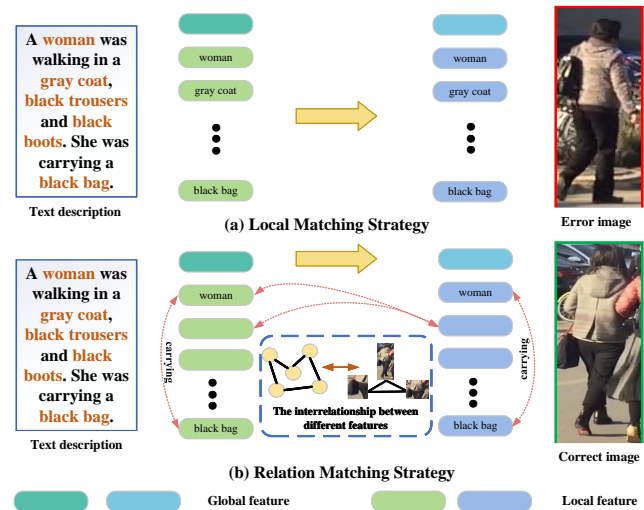 A woman was
walking in a
gray coat,
black trousers
and black
boots. She was
carrying a
black bag.
Text description
woman
gray coat
black bag
woman
gray coat
black bag
Error image
(a) Local Matching Strategy
A woman was
walking in a
gray coat,
black trousers
and black
boots. She was
carrying a
black bag.
Text description
carrying
woman
black bag
The interrelationship between
different features
woman
black bag
carrying
Correct image
(b) Relation Matching Strategy
Global feature
Local feature